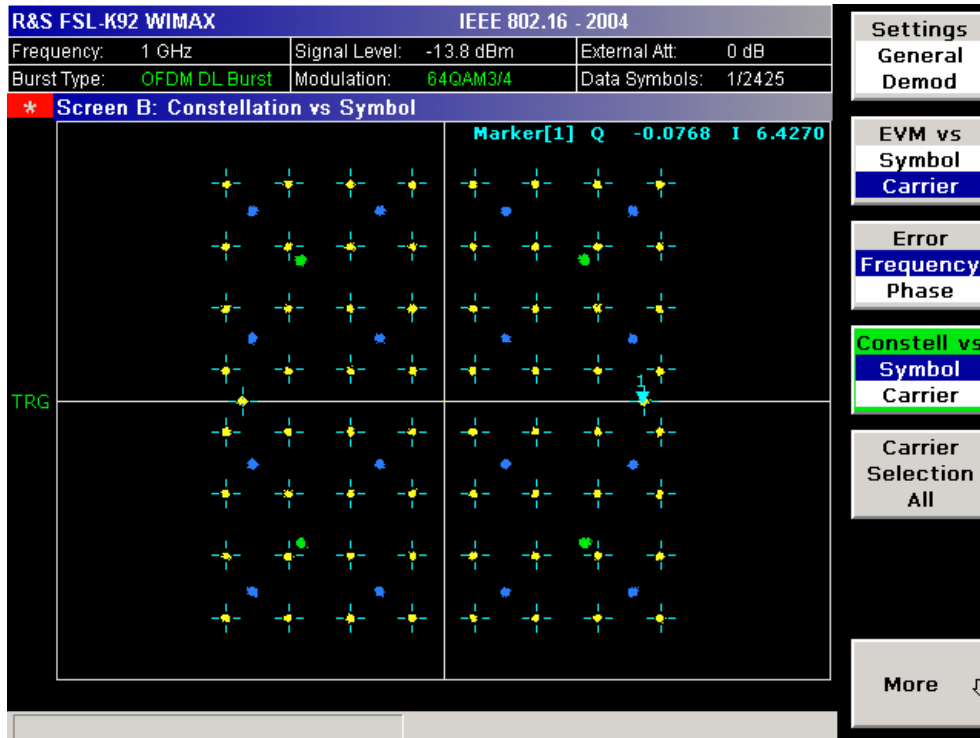 R&S FSL-K92 WIMAX IEEE 802.16 - 2004
Frequency: 1 GHz Signal Level: -13.8 dBm External Att: 0 dB
Burst Type: OFDM DL Burst Modulation: 64QAM3/4 Data Symbols: 1/2425
* Screen B: Constellation vs Symbol
Marker[1] Q -0.0768 I 6.4270
1
TRG
Settings
General
Demod
EVM vs
Symbol
Carrier
Error
Frequency
Phase
Constell vs
Symbol
Carrier
Carrier
Selection
All
More